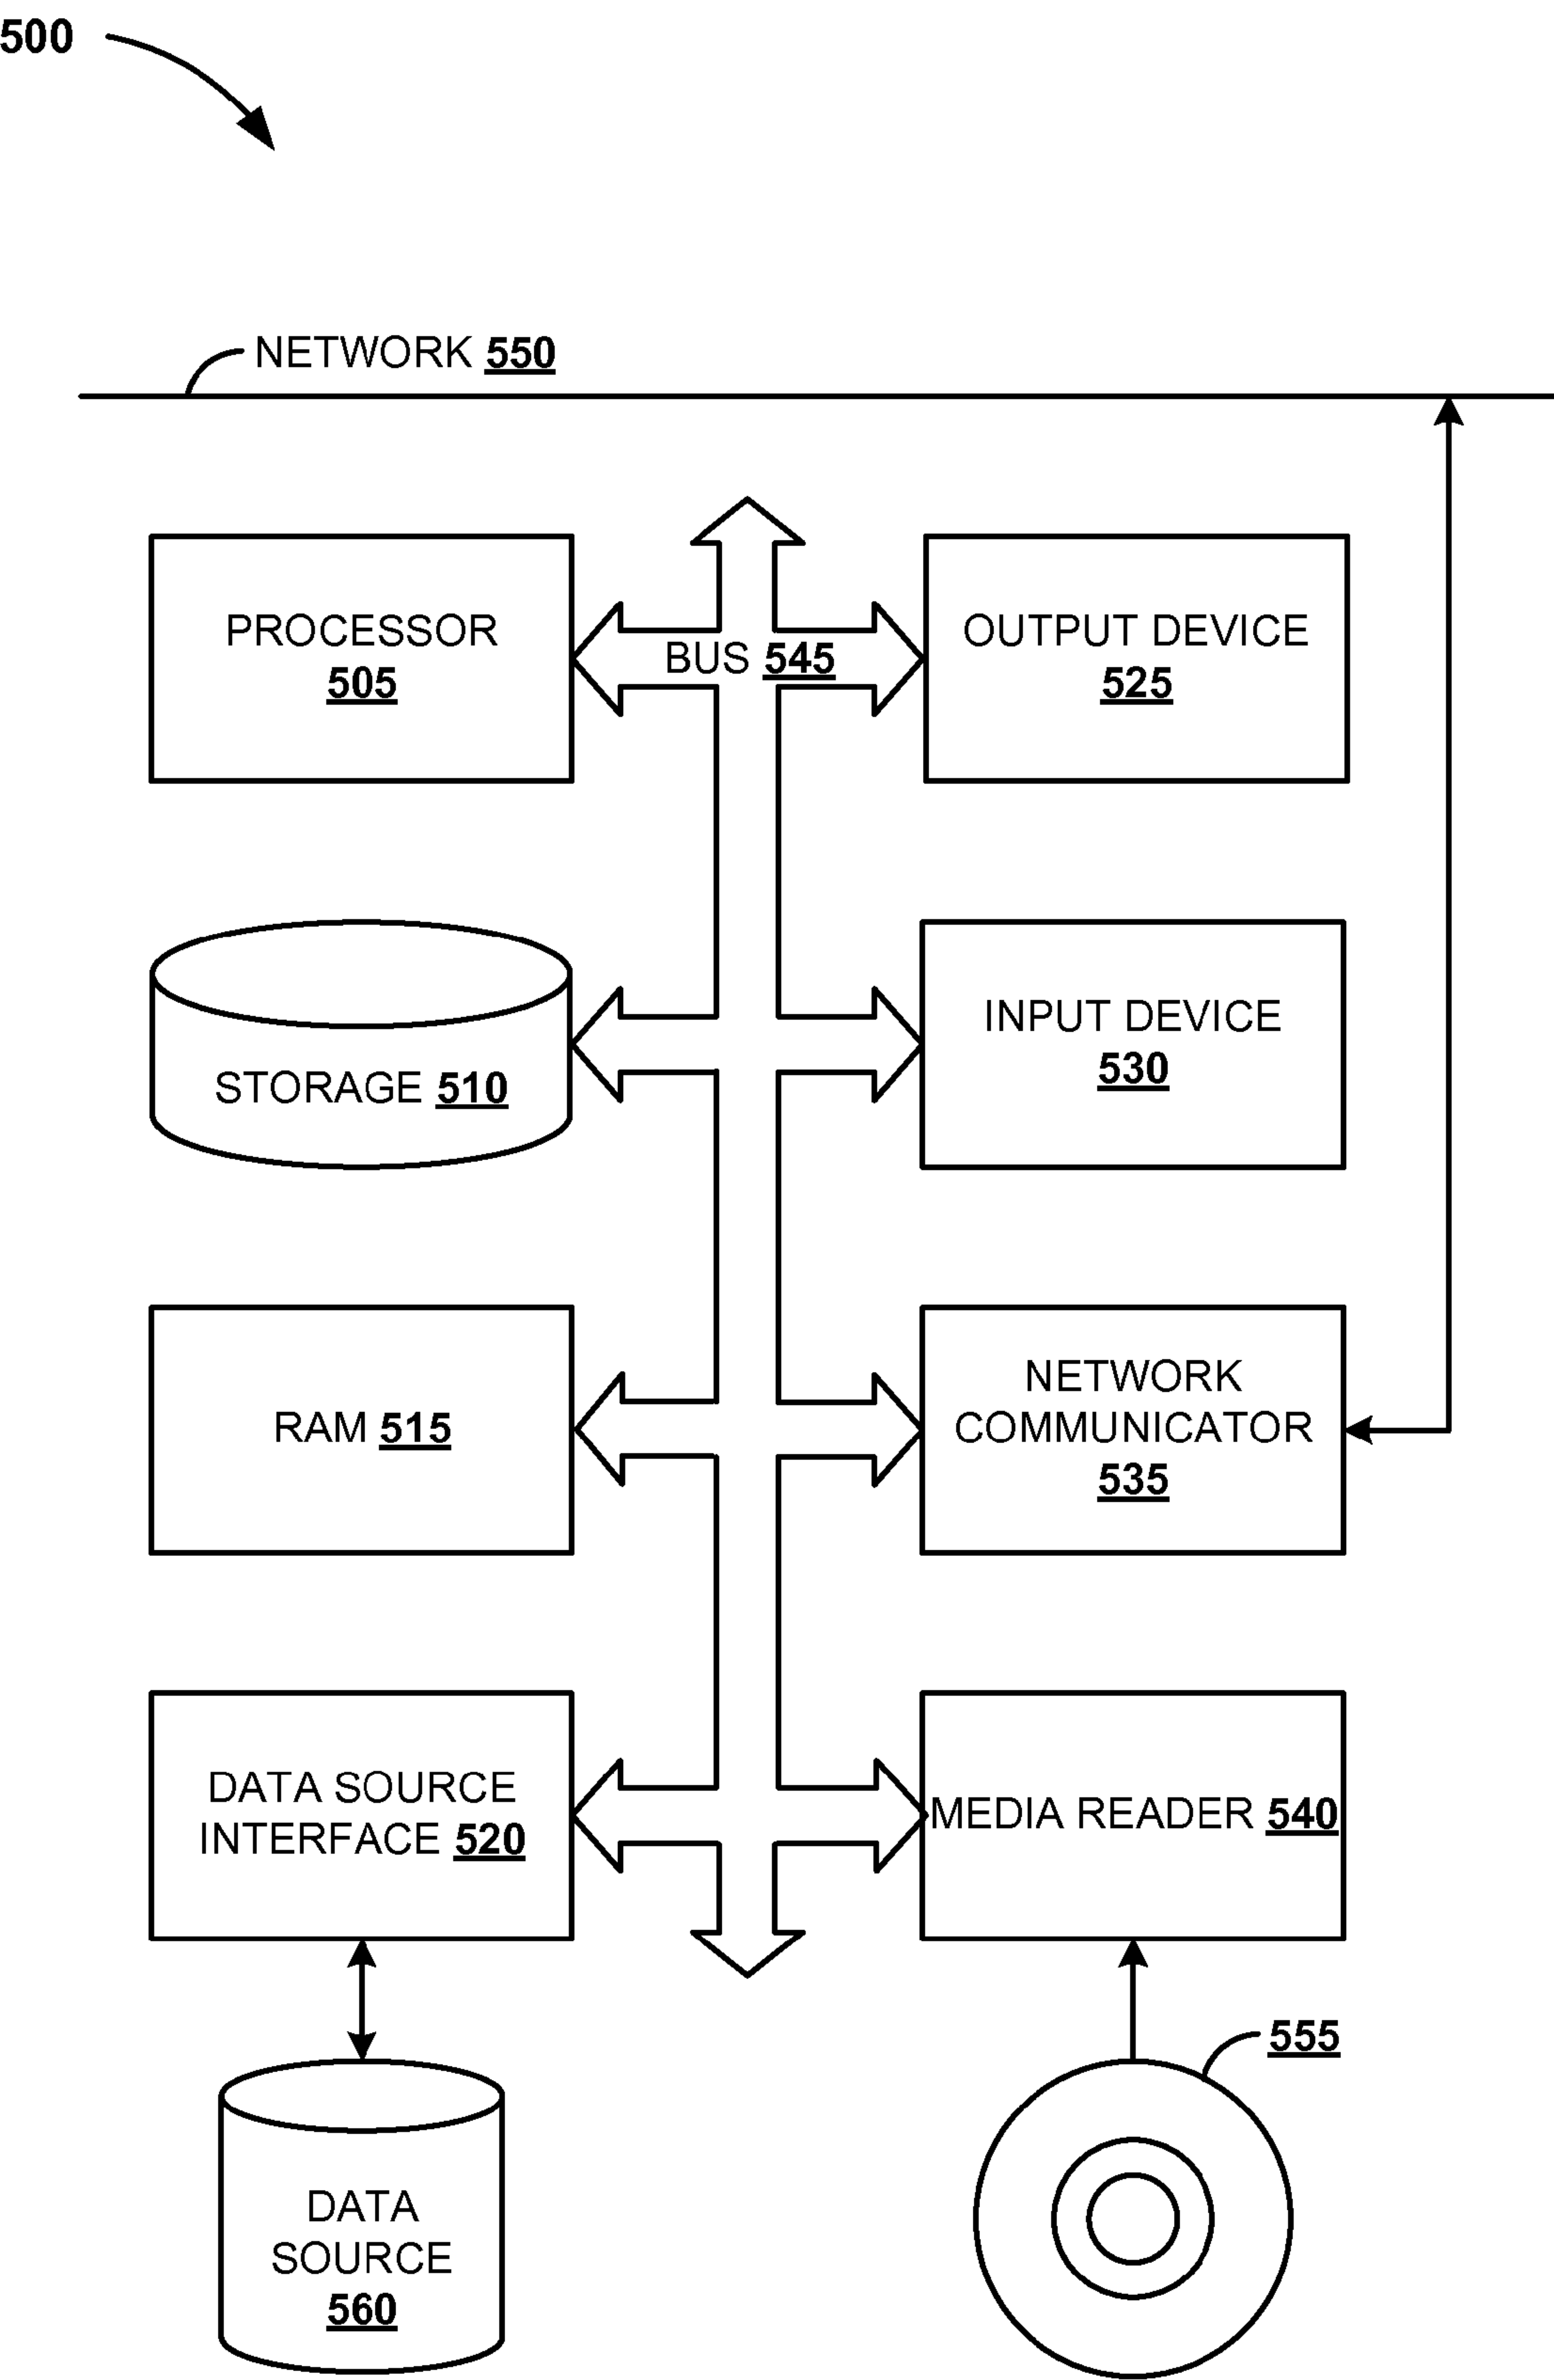 500
NETWORK 550
PROCESSOR
505
BUS 545
OUTPUT DEVICE
525
STORAGE 510
INPUT DEVICE
530
RAM 515
NETWORK
COMMUNICATOR
535
DATA SOURCE
INTERFACE 520
MEDIA READER 540
555
DATA
SOURCE
560